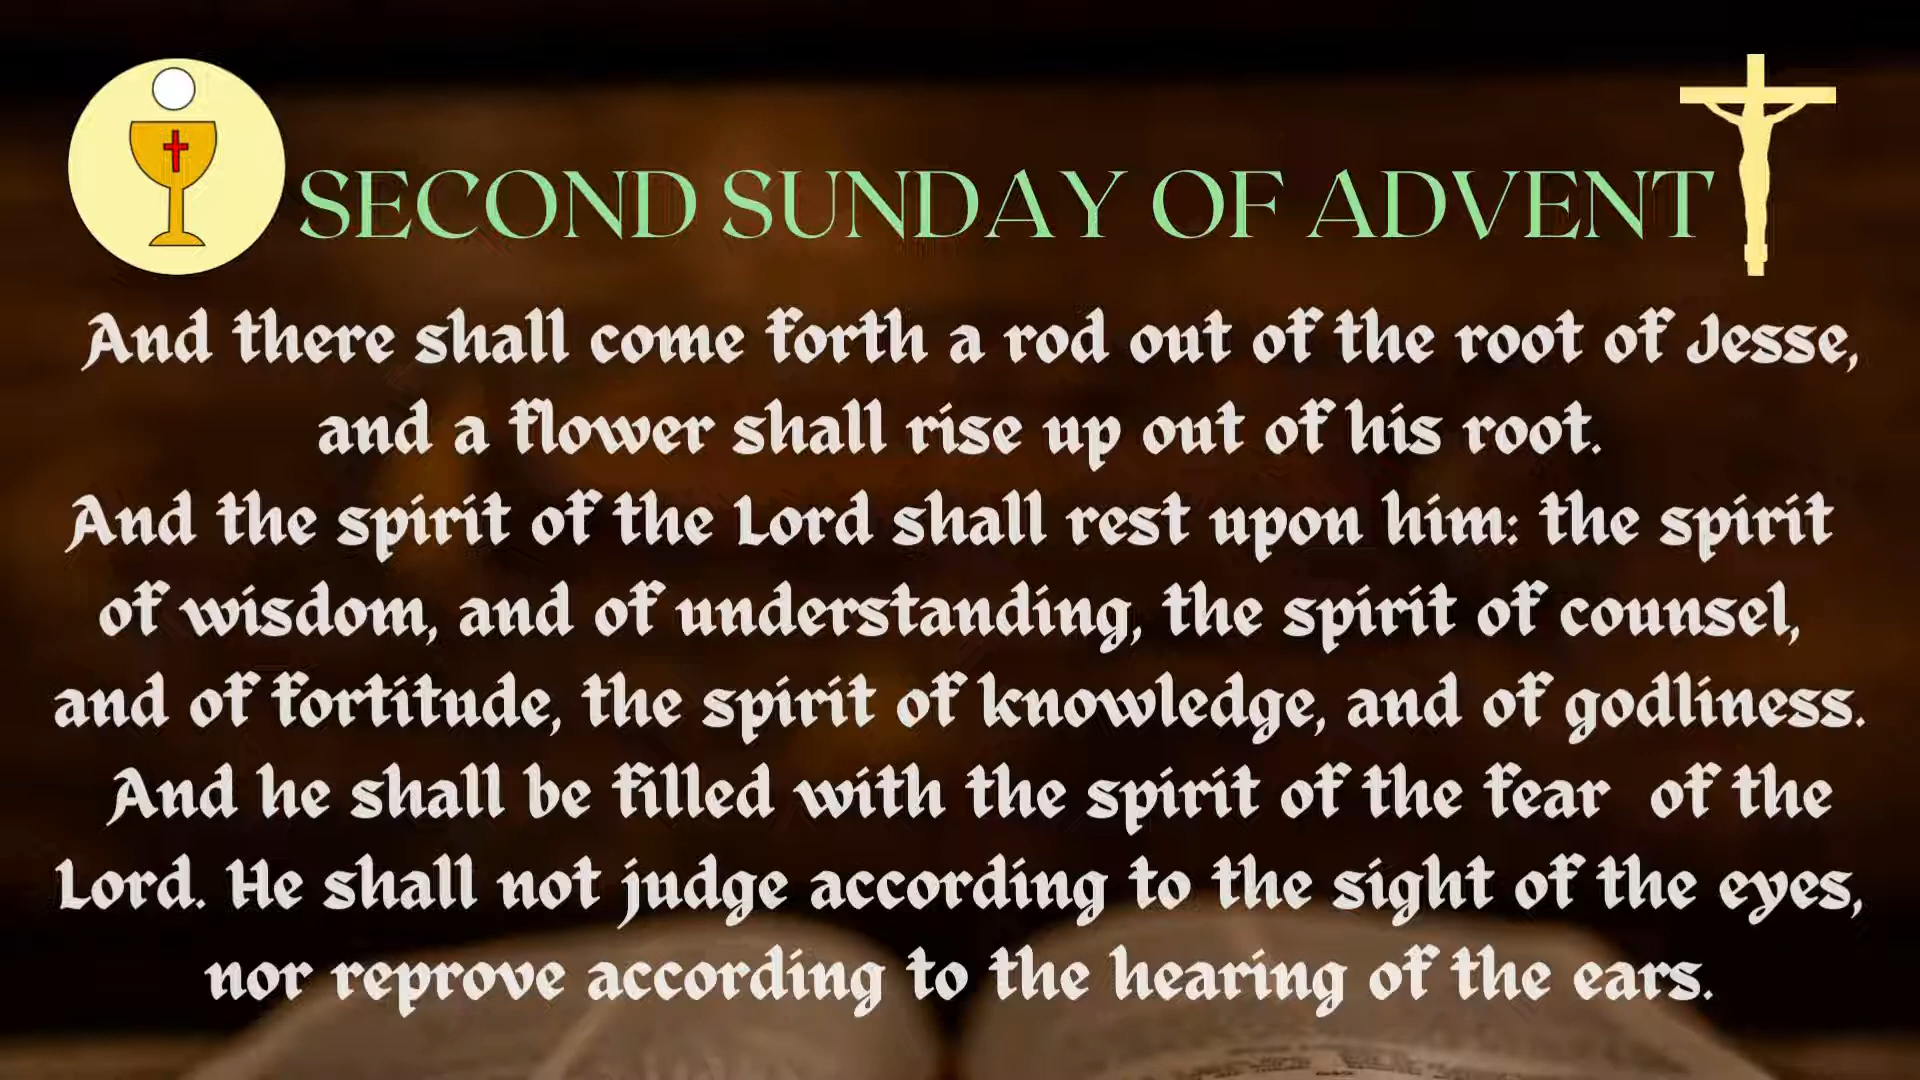 SECOND SUNDAY OF ADVENT
And there shall come forth a rod out of the root of Jesse,
and a flower shall rise up out of his root.
And the spirit of the Lord shall rest upon him: the spirit
of wisdom, and of understanding, the spirit of counsel,
and of fortitude, the spirit of knowledge, and of godliness.
And he shall be filled with the spirit of the fear  of the
Lord. He shall not judge according to the sight of the eyes,
nor reprove according to the hearing of the ears.